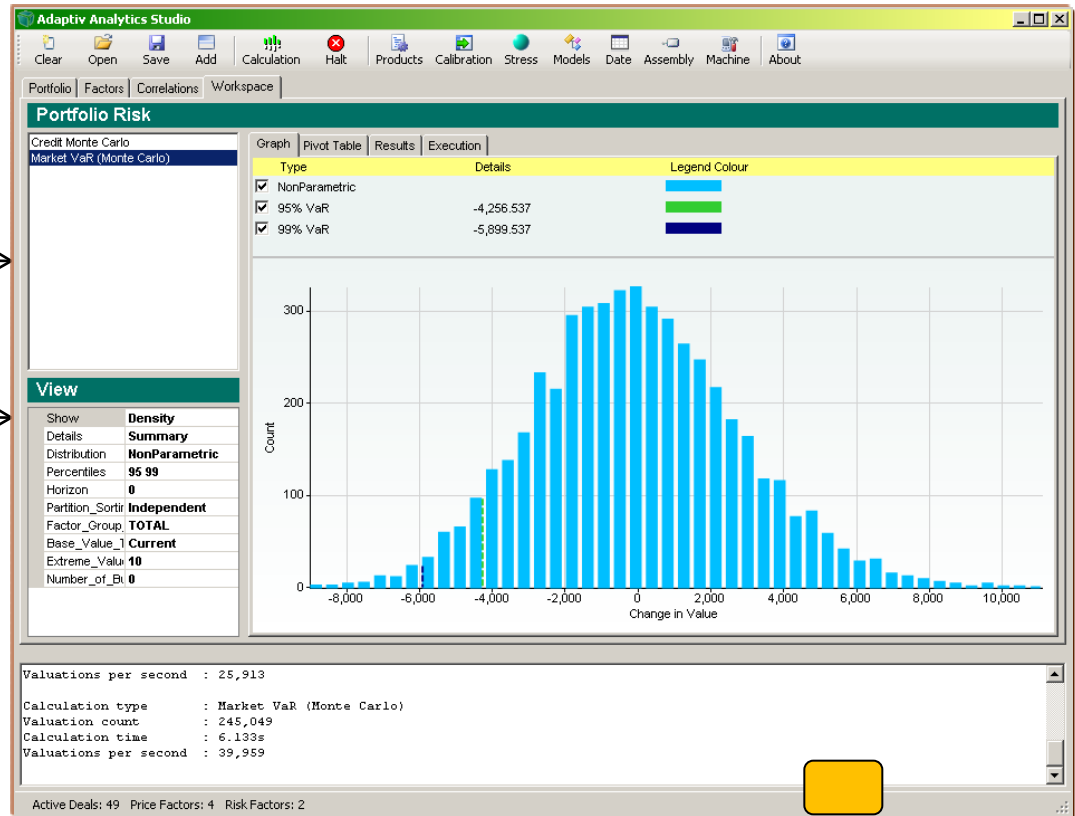 Adaptiv Analytics Studio
Clear Open Save Add Calculation Halt Products Calibration Stress Models Date Assembly Machine About
Portfolio Factors Correlations Workspace
Portfolio Risk
Credit Monte Carlo
Market VaR (Monte Carlo)
Graph Pivot Table Results Execution
Type Details Legend Colour
NonParametric
95% VaR -4,256.537
99% VaR -5,899.537
300
200
100
0
Count
-8,000 -6,000 -4,000 -2,000 0 2,000 4,000 6,000 8,000 10,000
Change in Value
View
Show Density
Details Summary
Distribution NonParametric
Percentiles 95 99
Horizon 0
Partition_Sortir Independent
Factor_Group_ TOTAL
Base_Value_T Current
Extreme_Valu 10
Number_of_Bu 0
Valuations per second : 25,913
Calculation type : Market VaR (Monte Carlo)
Valuation count : 245,049
Calculation time : 6.133s
Valuations per second : 39,959
Active Deals: 49 Price Factors: 4 Risk Factors: 2